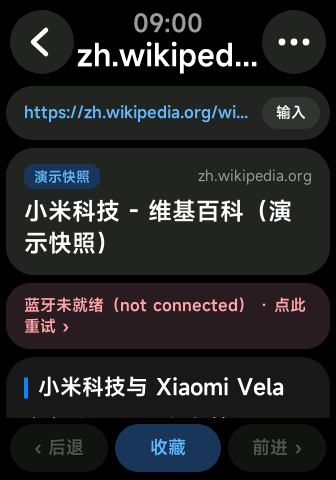 09:00
zh.wikiped...
https://zh.wikipedia.org/wi...
输入
演示快照
zh.wikipedia.org
小米科技 - 维基百科（演
示快照）
蓝牙未就绪（not connected） · 点此
重试 ›
小米科技与 Xiaomi Vela
‹ 后退
收藏
前进 ›